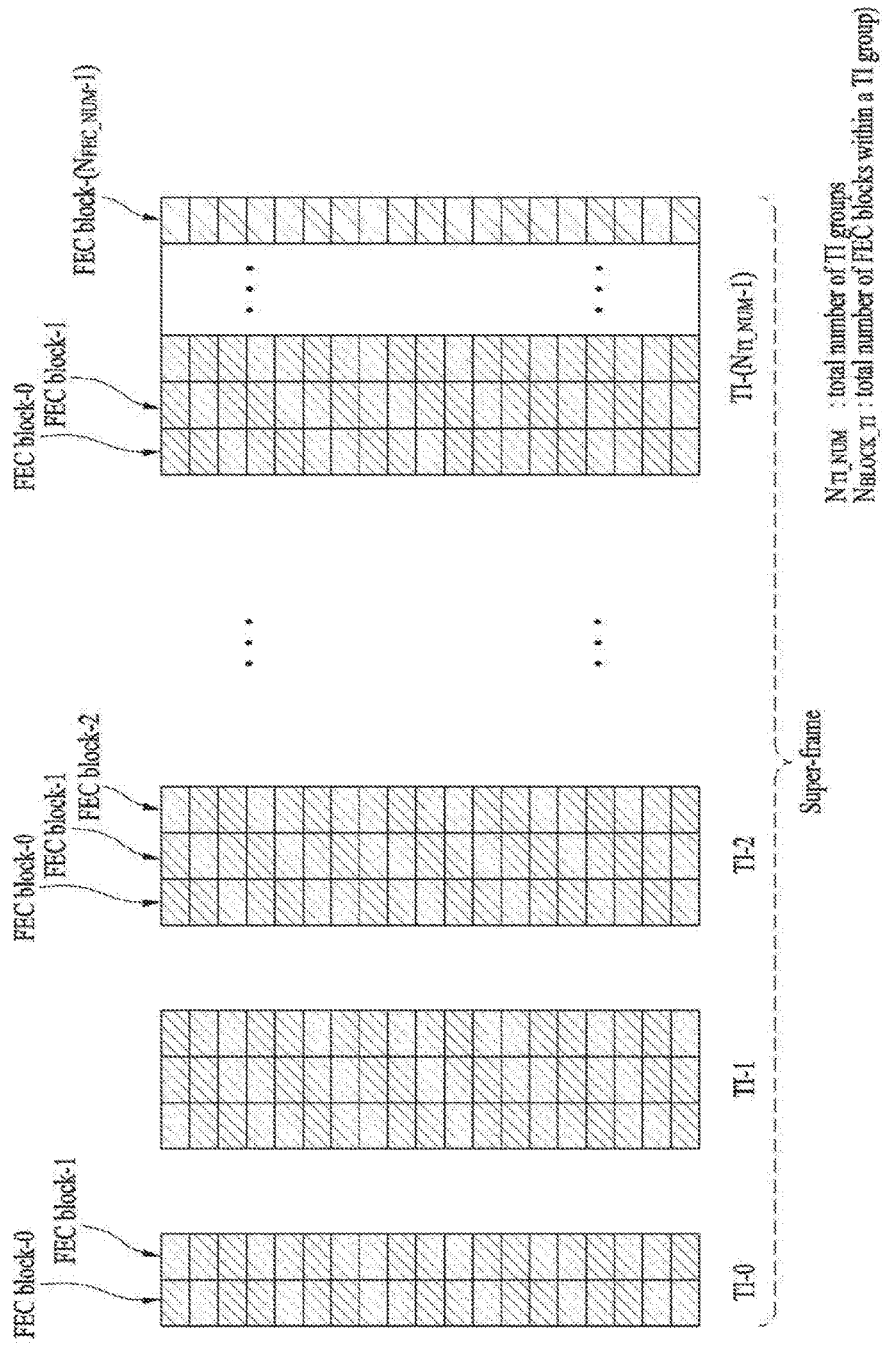 FEC block-0
FEC block-1
FEC block-0
FEC block-1
FEC block-2
FEC block-0
FEC block-1
FEC block-(NFEC_NUM-1)
TI-0
TI-1
TI-2
TI-(NTI_NUM-1)
Super-frame
NTI_NUM : total number of TI groups
NBLOCK_TI : total number of FEC blocks within a TI group)